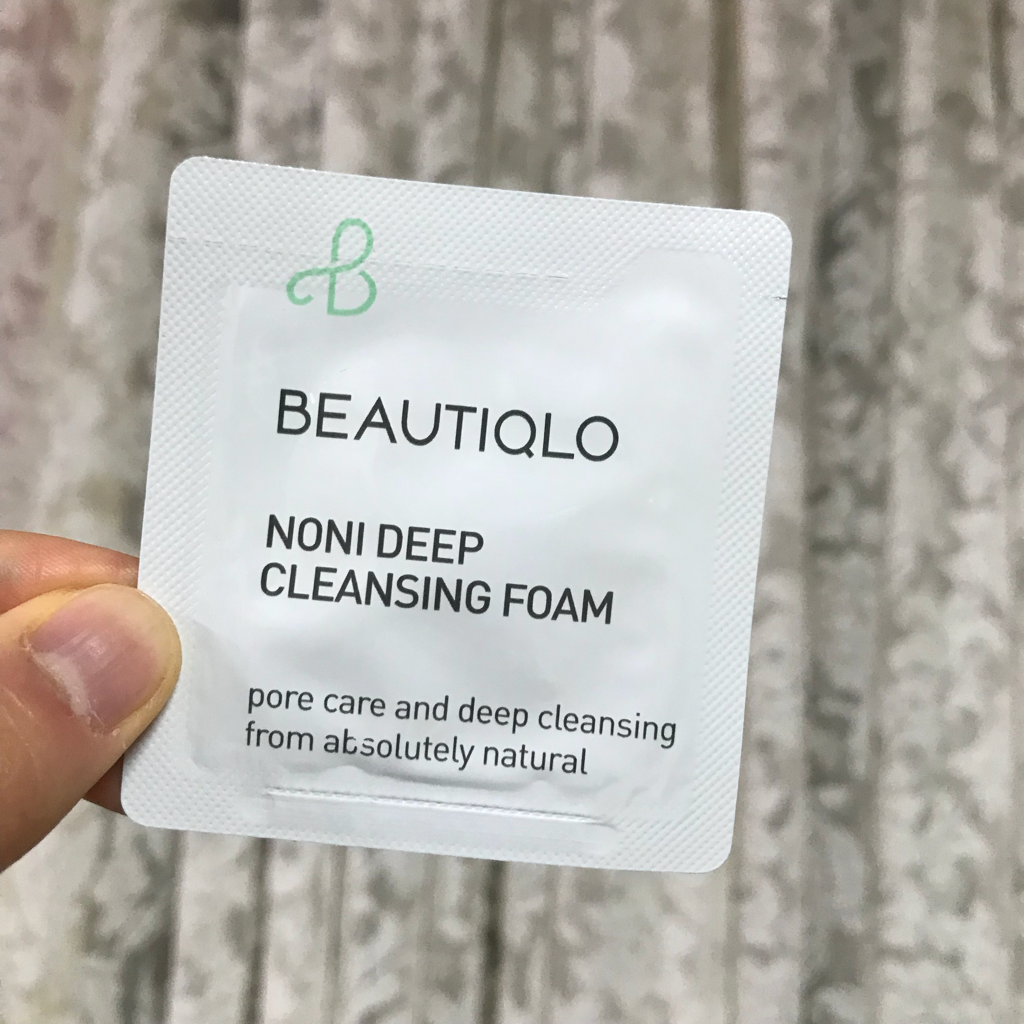 BEAUTIQLO
NONI DEEP
CLEANSING FOAM
pore care and deep cleansing
from absolutely natural